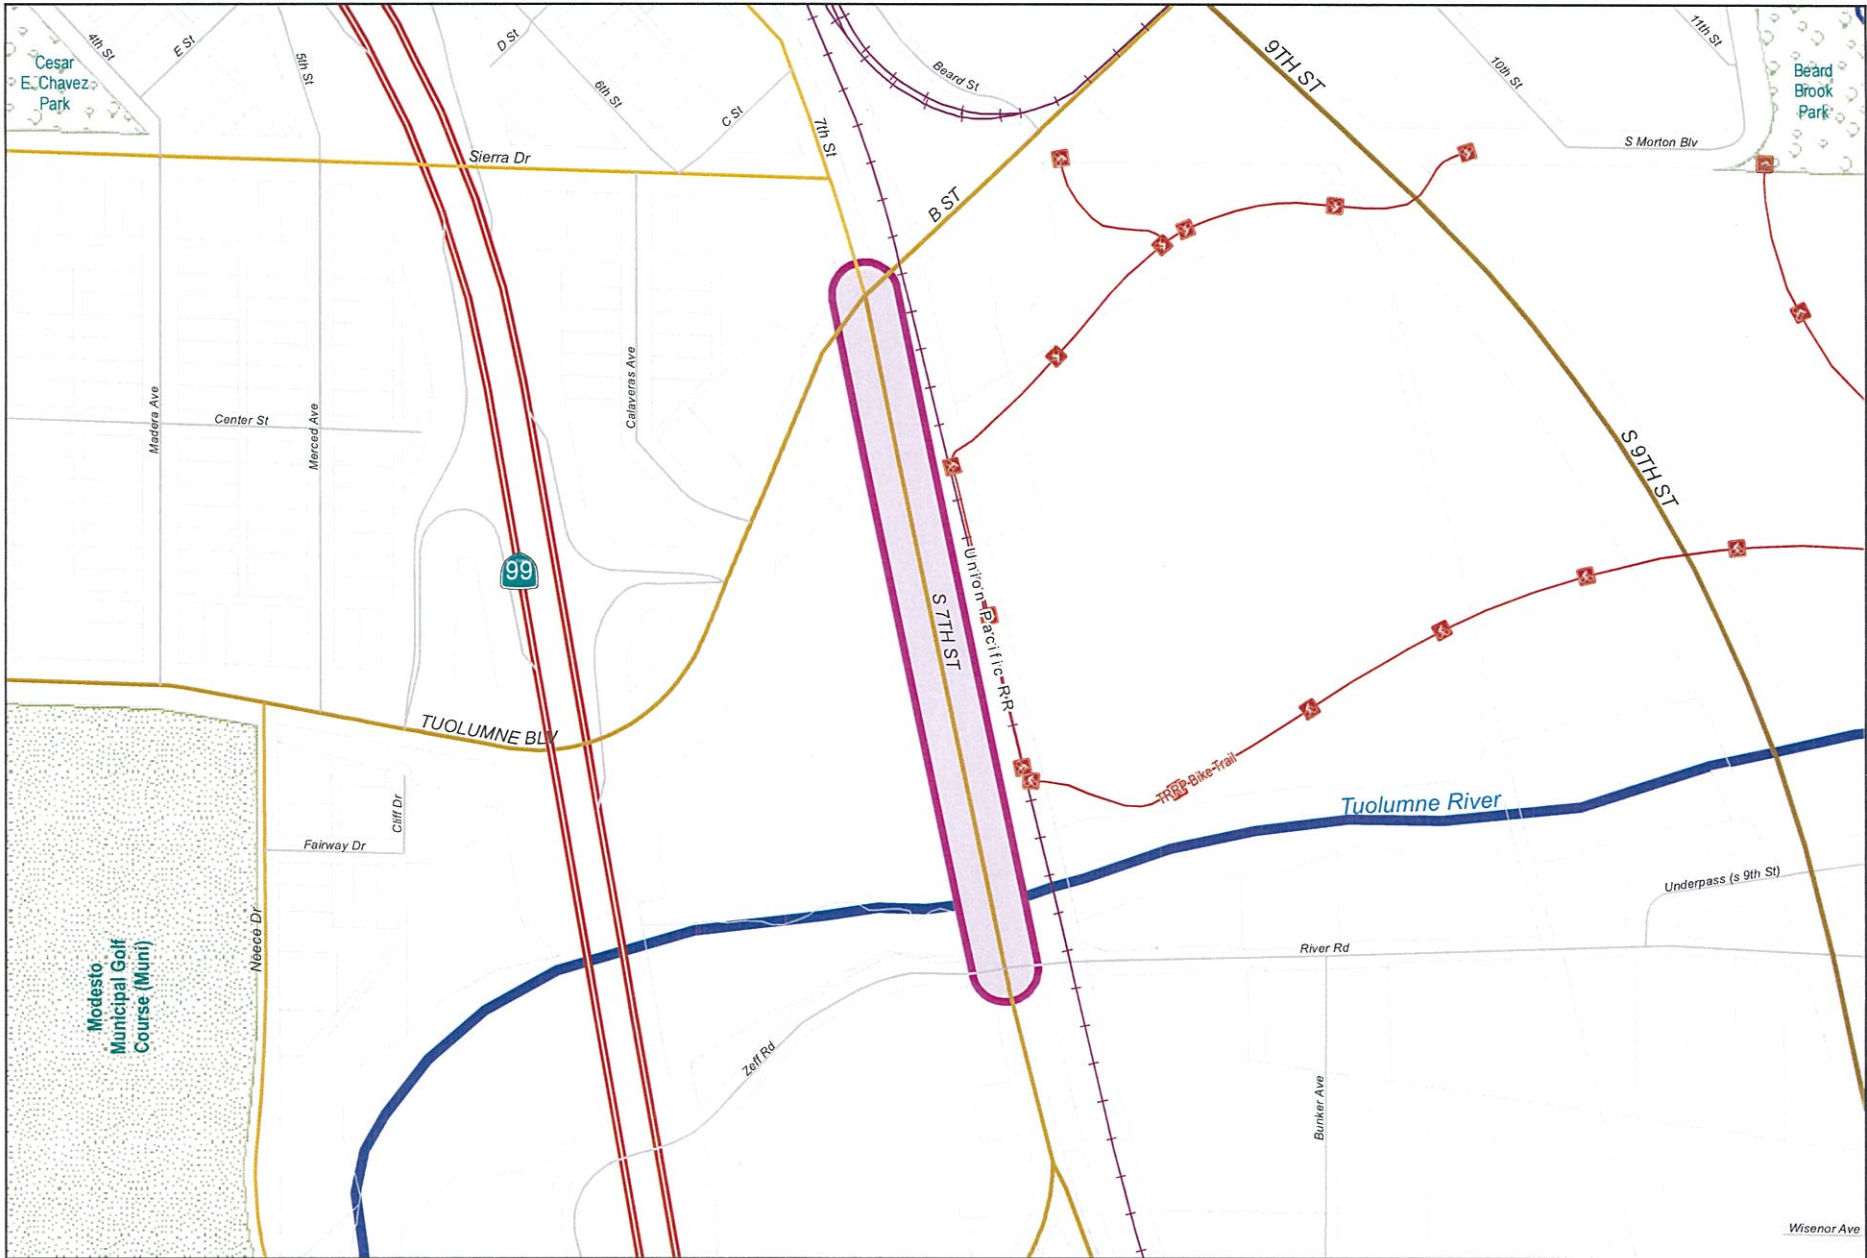 4th St
E St
5th St
D St
6th St
C St
7th St
Beard St
9TH ST
10th St
11th St
Cesar
E. Chavez
Park
Beard
Brook
Park
S Morton Blv
Sierra Dr
B ST
Madera Ave
Center St
Merced Ave
Calaveras Ave
S 9TH ST
99
Union Pacific RR
S 7TH ST
TUOLUMNE BLV
TRRP-Bike-Trail
Tuolumne River
Cliff Dr
Fairway Dr
Underpass (s 9th St)
Neece Dr
River Rd
Modesto
Municipal Golf
Course (Muni)
Zeff Rd
Bunker Ave
Wisenor Ave